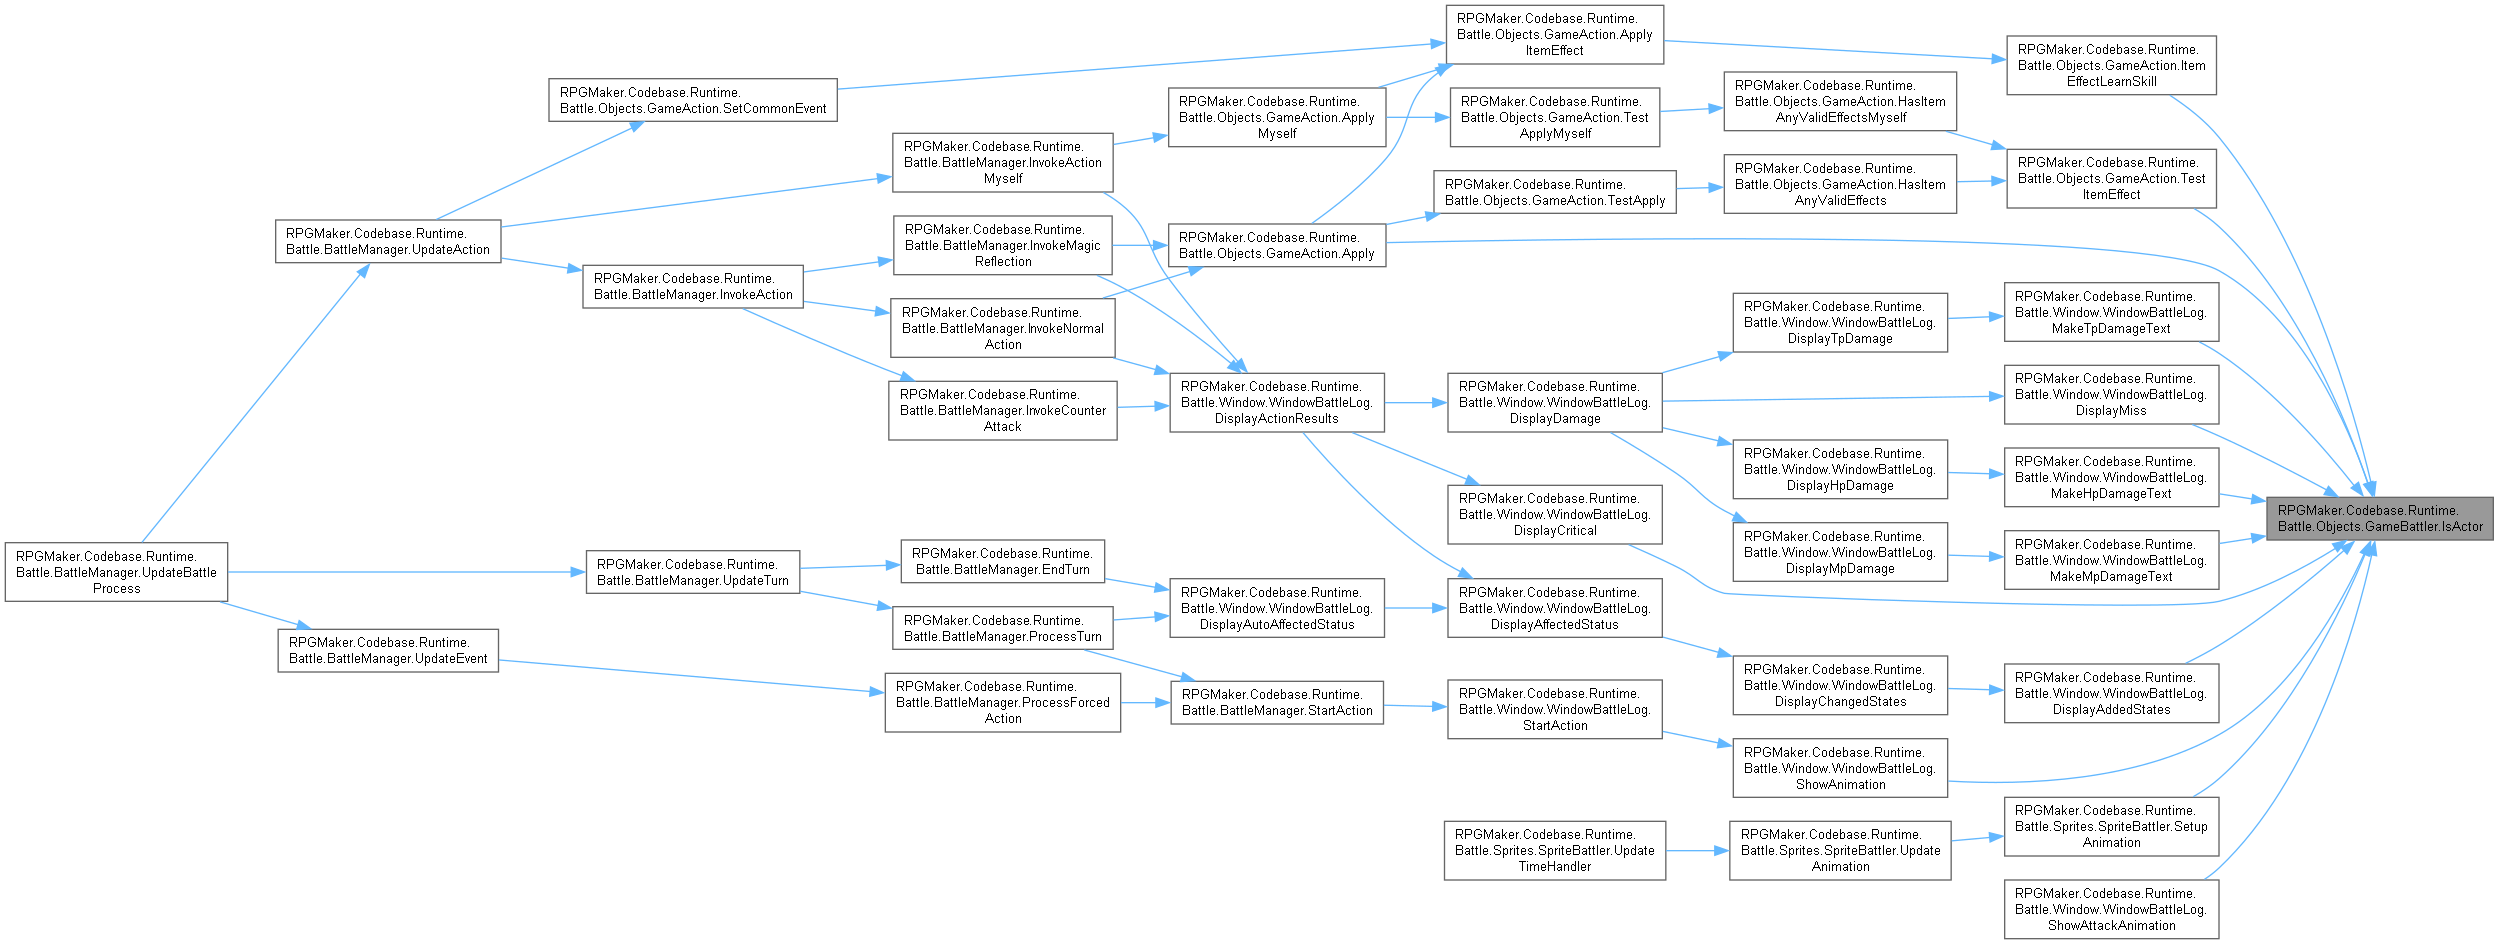 RPGMaker.Codebase.Runtime.
Battle.BattleManager.UpdateBattle
Process
RPGMaker.Codebase.Runtime.
Battle.BattleManager.UpdateAction
RPGMaker.Codebase.Runtime.
Battle.BattleManager.UpdateEvent
RPGMaker.Codebase.Runtime.
Battle.Objects.GameAction.SetCommonEvent
RPGMaker.Codebase.Runtime.
Battle.BattleManager.InvokeAction
RPGMaker.Codebase.Runtime.
Battle.BattleManager.UpdateTurn
RPGMaker.Codebase.Runtime.
Battle.BattleManager.InvokeAction
Myself
RPGMaker.Codebase.Runtime.
Battle.BattleManager.InvokeMagic
Reflection
RPGMaker.Codebase.Runtime.
Battle.BattleManager.InvokeNormal
Action
RPGMaker.Codebase.Runtime.
Battle.BattleManager.InvokeCounter
Attack
RPGMaker.Codebase.Runtime.
Battle.BattleManager.EndTurn
RPGMaker.Codebase.Runtime.
Battle.BattleManager.ProcessTurn
RPGMaker.Codebase.Runtime.
Battle.BattleManager.ProcessForced
Action
RPGMaker.Codebase.Runtime.
Battle.Objects.GameAction.Apply
Myself
RPGMaker.Codebase.Runtime.
Battle.Objects.GameAction.Apply
RPGMaker.Codebase.Runtime.
Battle.Window.WindowBattleLog.
DisplayActionResults
RPGMaker.Codebase.Runtime.
Battle.Window.WindowBattleLog.
DisplayAutoAffectedStatus
RPGMaker.Codebase.Runtime.
Battle.BattleManager.StartAction
RPGMaker.Codebase.Runtime.
Battle.Objects.GameAction.Apply
ItemEffect
RPGMaker.Codebase.Runtime.
Battle.Objects.GameAction.Test
ApplyMyself
RPGMaker.Codebase.Runtime.
Battle.Objects.GameAction.TestApply
RPGMaker.Codebase.Runtime.
Battle.Window.WindowBattleLog.
DisplayDamage
RPGMaker.Codebase.Runtime.
Battle.Window.WindowBattleLog.
DisplayCritical
RPGMaker.Codebase.Runtime.
Battle.Window.WindowBattleLog.
DisplayAffectedStatus
RPGMaker.Codebase.Runtime.
Battle.Window.WindowBattleLog.
StartAction
RPGMaker.Codebase.Runtime.
Battle.Sprites.SpriteBattler.Update
TimeHandler
RPGMaker.Codebase.Runtime.
Battle.Objects.GameAction.HasItem
AnyValidEffectsMyself
RPGMaker.Codebase.Runtime.
Battle.Objects.GameAction.HasItem
AnyValidEffects
RPGMaker.Codebase.Runtime.
Battle.Window.WindowBattleLog.
DisplayTpDamage
RPGMaker.Codebase.Runtime.
Battle.Window.WindowBattleLog.
DisplayHpDamage
RPGMaker.Codebase.Runtime.
Battle.Window.WindowBattleLog.
DisplayMpDamage
RPGMaker.Codebase.Runtime.
Battle.Window.WindowBattleLog.
DisplayChangedStates
RPGMaker.Codebase.Runtime.
Battle.Window.WindowBattleLog.
ShowAnimation
RPGMaker.Codebase.Runtime.
Battle.Sprites.SpriteBattler.Update
Animation
RPGMaker.Codebase.Runtime.
Battle.Objects.GameAction.Item
EffectLearnSkill
RPGMaker.Codebase.Runtime.
Battle.Objects.GameAction.Test
ItemEffect
RPGMaker.Codebase.Runtime.
Battle.Window.WindowBattleLog.
MakeTpDamageText
RPGMaker.Codebase.Runtime.
Battle.Window.WindowBattleLog.
DisplayMiss
RPGMaker.Codebase.Runtime.
Battle.Window.WindowBattleLog.
MakeHpDamageText
RPGMaker.Codebase.Runtime.
Battle.Window.WindowBattleLog.
MakeMpDamageText
RPGMaker.Codebase.Runtime.
Battle.Window.WindowBattleLog.
DisplayAddedStates
RPGMaker.Codebase.Runtime.
Battle.Sprites.SpriteBattler.Setup
Animation
RPGMaker.Codebase.Runtime.
Battle.Window.WindowBattleLog.
ShowAttackAnimation
RPGMaker.Codebase.Runtime.
Battle.Objects.GameBattler.IsActor